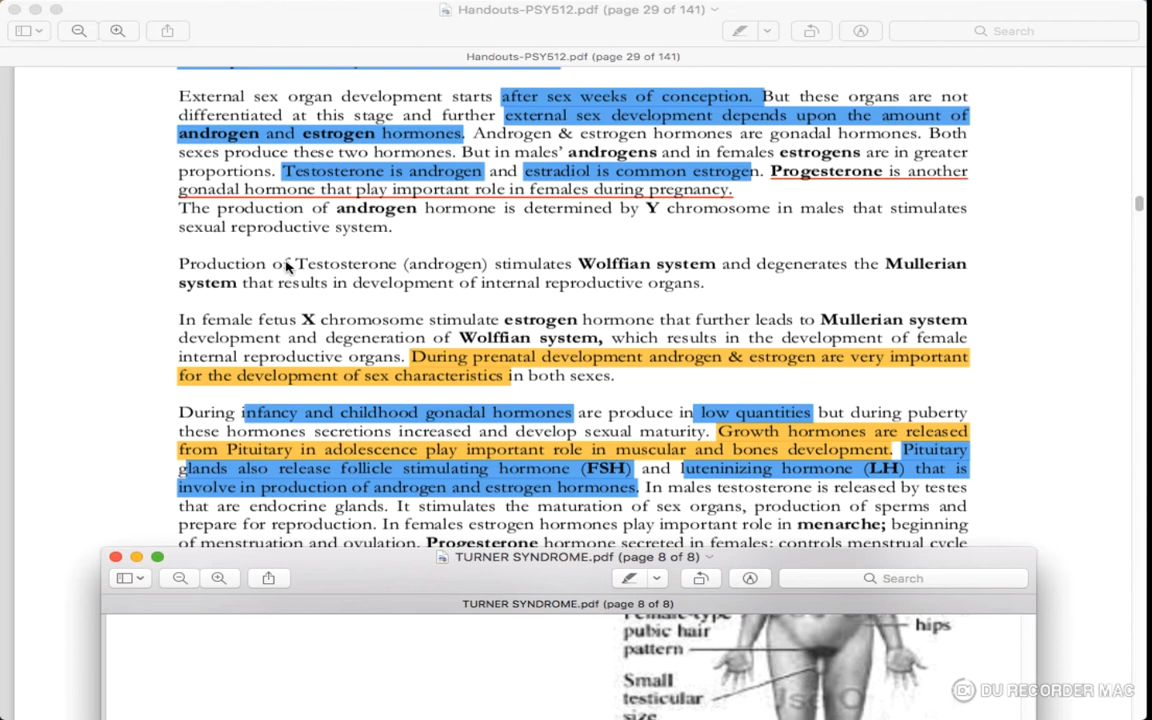 Handouts-PSY512.pdf (page 29 of 141)
Search
Handouts-PSY512.pdf (page 29 of 141)
External sex organ development starts after sex weeks of conception. But these organs are not
differentiated at this stage and further external sex development depends upon the amount of
androgen and estrogen hormones. Androgen & estrogen hormones are gonadal hormones. Both
sexes produce these two hormones. But in males' androgens and in females estrogens are in greater
proportions. Testosterone is androgen and estradiol is common estrogen. Progesterone is another
gonadal hormone that play important role in females during pregnancy.
The production of androgen hormone is determined by Y chromosome in males that stimulates
sexual reproductive system.
Production of Testosterone (androgen) stimulates Wolffian system and degenerates the Mullerian
system that results in development of internal reproductive organs.
In female fetus X chromosome stimulate estrogen hormone that further leads to Mullerian system
development and degeneration of Wolffian system, which results in the development of female
internal reproductive organs. During prenatal development androgen & estrogen are very important
for the development of sex characteristics in both sexes.
During infancy and childhood gonadal hormones are produce in low quantities but during puberty
these hormones secretions increased and develop sexual maturity. Growth hormones are released
from Pituitary in adolescence play important role in muscular and bones development. Pituitary
glands also release follicle stimulating hormone (FSH) and luteninizing hormone (LH) that is
involve in production of androgen and estrogen hormones. In males testosterone is released by testes
that are endocrine glands. It stimulates the maturation of sex organs, production of sperms and
prepare for reproduction. In females estrogen hormones play important role in menarche; beginning
of menstruation and ovulation. Progesterone hormone secreted in females; controls menstrual cycle
TURNER SYNDROME.pdf (page 8 of 8)
Search
TURNER SYNDROME.pdf (page 8 of 8)
Female-type
pubic hair
pattern
hips
Small
testicular
size
DU RECORDER MAC